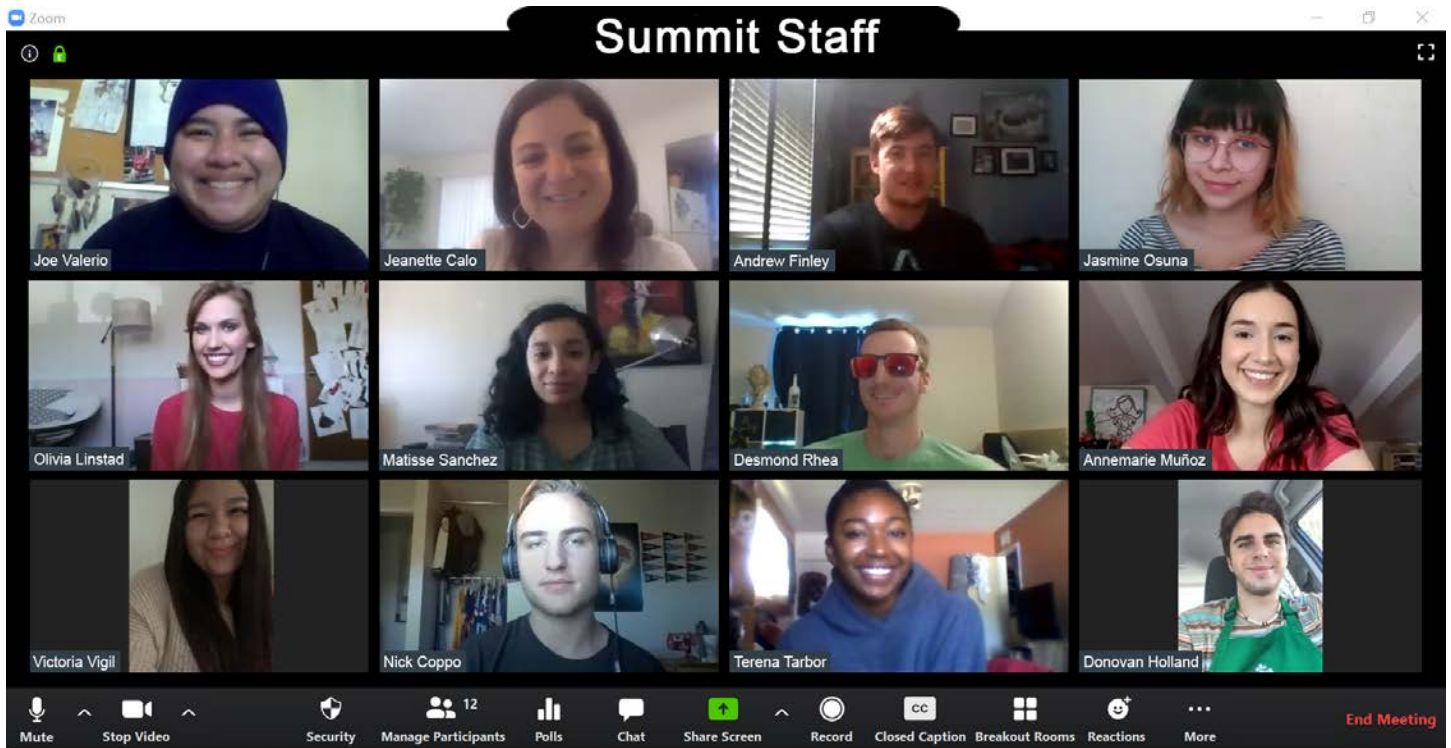 Zoom
Summit Staff
Joe Valerio
Jeanette Calo
Andrew Finley
Jasmine Osuna
Olivia Linstad
Matisse Sanchez
Desmond Rhea
Annemarie Muñoz
Victoria Vigil
Nick Coppo
Terena Tarbor
Donovan Holland
12
CC
Mute
Stop Video
Security
Manage Participants
Polls
Chat
Share Screen
Record
Closed Caption
Breakout Rooms
Reactions
More
End Meeting